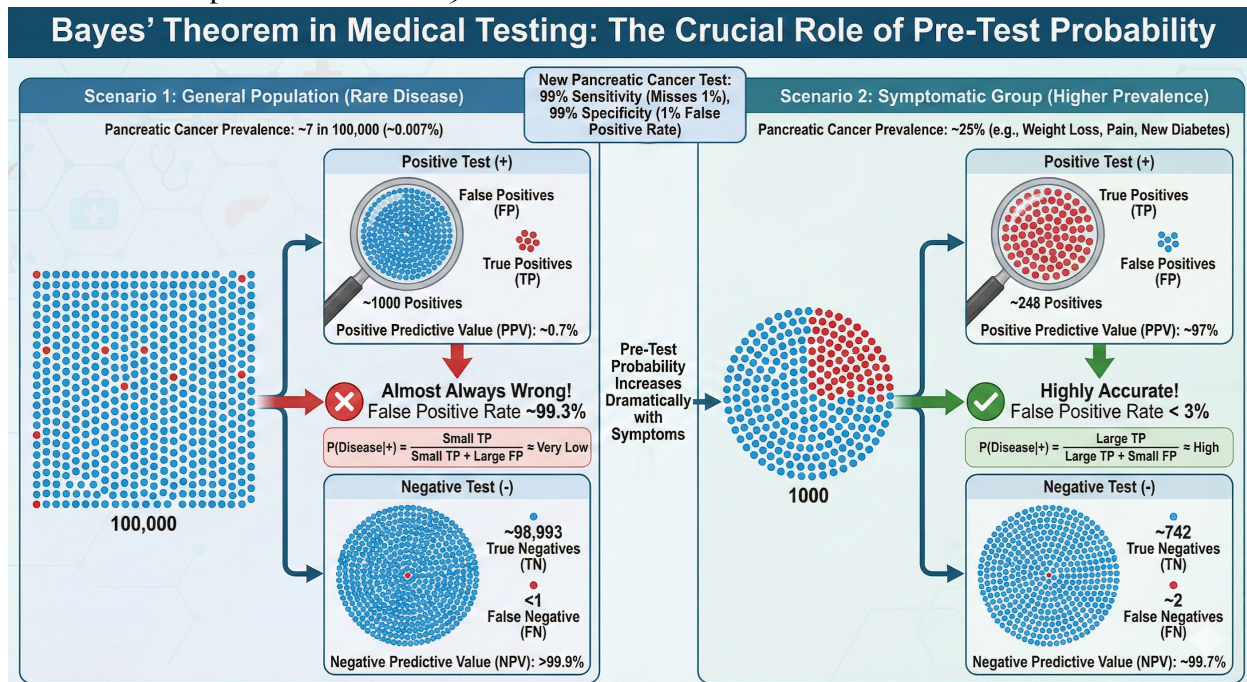 Bayes' Theorem in Medical Testing: The Crucial Role of Pre-Test Probability
New Pancreatic Cancer Test:
99% Sensitivity (Misses 1%),
99% Specificity (1% False
Positive Rate)
Scenario 1: General Population (Rare Disease)
Pancreatic Cancer Prevalence: ~7 in 100,000 (~0.007%)
100,000
Positive Test (+)
False Positives
(FP)
True Positives
(TP)
~1000 Positives
Positive Predictive Value (PPV): ~0.7%
Almost Always Wrong!
False Positive Rate ~99.3%
P(Disease|+) = Small TP / Small TP + Large FP ≈ Very Low
Negative Test (-)
~98,993
True Negatives
(TN)
<1
False Negative
(FN)
Negative Predictive Value (NPV): >99.9%
Pre-Test
Probability
Increases
Dramatically
with
Symptoms
Scenario 2: Symptomatic Group (Higher Prevalence)
Pancreatic Cancer Prevalence: ~25% (e.g., Weight Loss, Pain, New Diabetes)
1000
Positive Test (+)
True Positives
(TP)
False Positives
(FP)
~248 Positives
Positive Predictive Value (PPV): ~97%
Highly Accurate!
False Positive Rate < 3%
P(Disease|+) = Large TP / Large TP + Small FP ≈ High
Negative Test (-)
~742
True Negatives
(TN)
~2
False Negatives
(FN)
Negative Predictive Value (NPV): ~99.7%